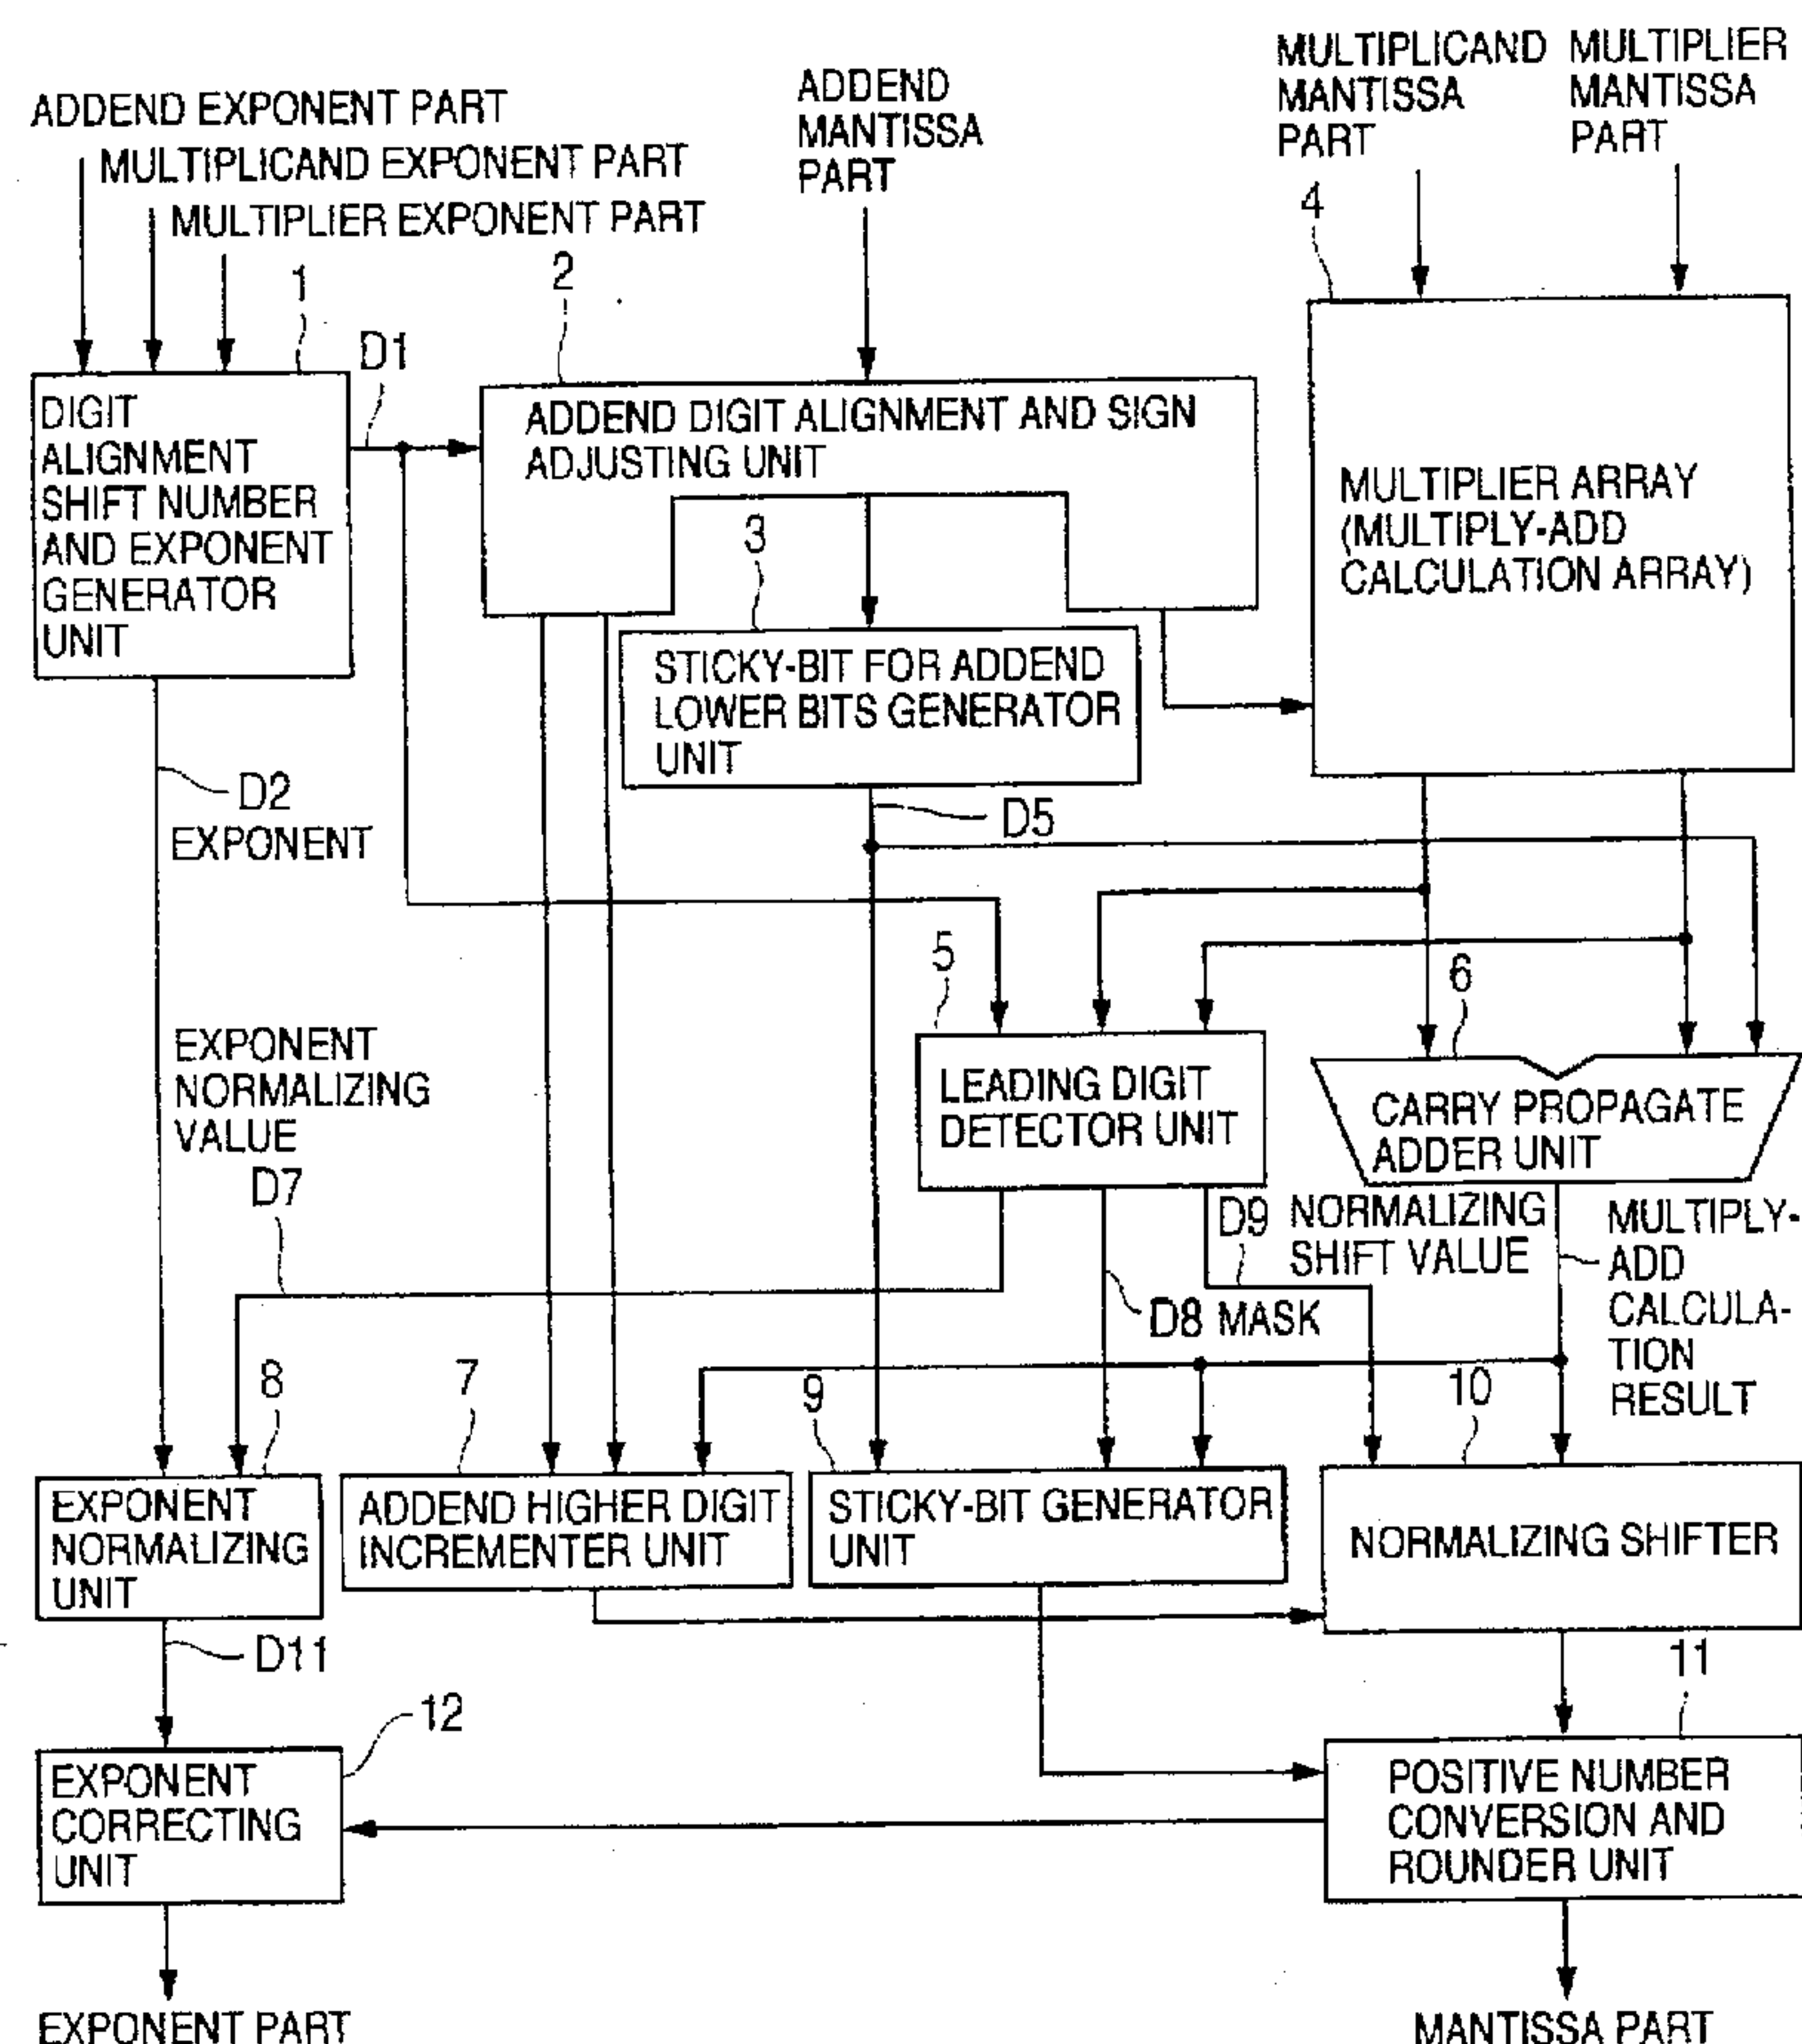 MULTIPLICAND
MANTISSA
PART
MULTIPLIER
MANTISSA
PART
ADDEND
MANTISSA
PART
ADDEND EXPONENT PART
MULTIPLICAND EXPONENT PART
MULTIPLIER EXPONENT PART
1
D1
2
4
DIGIT
ALIGNMENT
SHIFT NUMBER
AND EXPONENT
GENERATOR
UNIT
ADDEND DIGIT ALIGNMENT AND SIGN
ADJUSTING UNIT
MULTIPLIER ARRAY
(MULTIPLY-ADD
CALCULATION ARRAY)
3
STICKY-BIT FOR ADDEND
LOWER BITS GENERATOR
UNIT
D2
EXPONENT
D5
5
6
EXPONENT
NORMALIZING
VALUE
D7
LEADING DIGIT
DETECTOR UNIT
CARRY PROPAGATE
ADDER UNIT
D9 NORMALIZING
SHIFT VALUE
D8 MASK
MULTIPLY-
ADD
CALCULA-
TION
RESULT
8
7
9
10
EXPONENT
NORMALIZING
UNIT
ADDEND HIGHER DIGIT
INCREMENTER UNIT
STICKY-BIT GENERATOR
UNIT
NORMALIZING SHIFTER
D11
12
11
EXPONENT
CORRECTING
UNIT
POSITIVE NUMBER
CONVERSION AND
ROUNDER UNIT
EXPONENT PART
MANTISSA PART